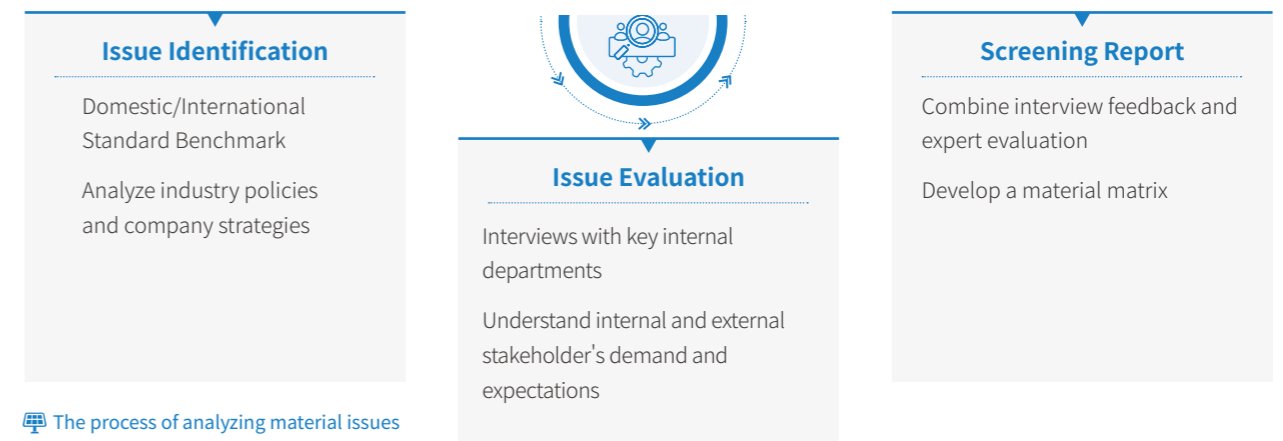 Issue Identification
Domestic/International
Standard Benchmark
Analyze industry policies
and company strategies
Issue Evaluation
Interviews with key internal
departments
Understand internal and external
stakeholder's demand and
expectations
Screening Report
Combine interview feedback and
expert evaluation
Develop a material matrix
The process of analyzing material issues